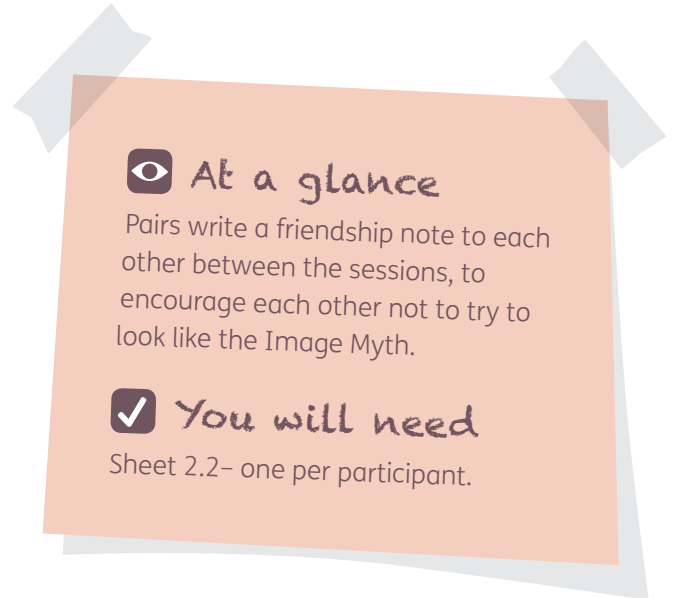 At a glance
Pairs write a friendship note to each
other between the sessions, to
encourage each other not to try to
look like the Image Myth.
You will need
Sheet 2.2– one per participant.